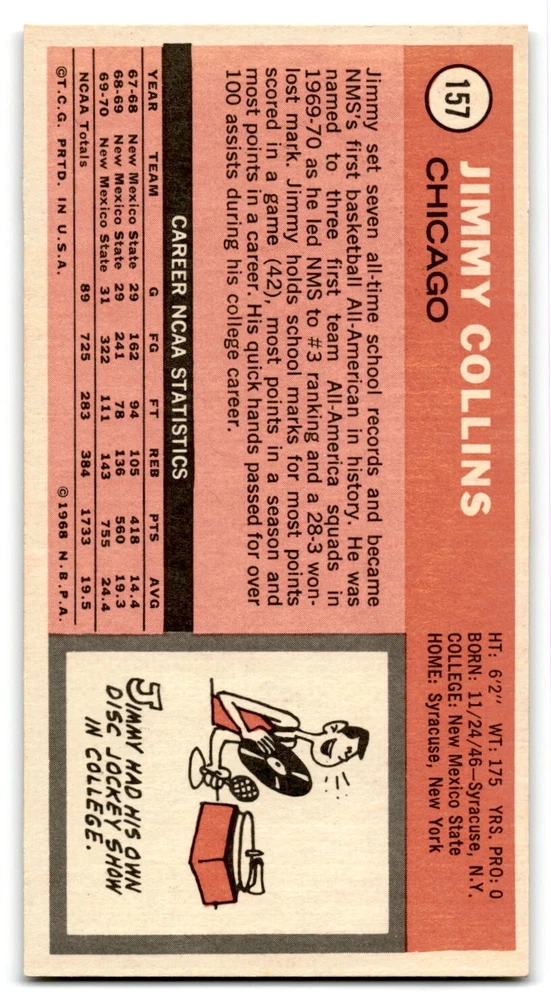 157
JIMMY COLLINS
CHICAGO
HT: 6'2" WT: 175 YRS. PRO: 0
BORN: 11/24/46—Syracuse, N.Y.
COLLEGE: New Mexico State
HOME: Syracuse, New York
Jimmy set seven all-time school records and became
NMS's first basketball All-American in history. He was
named to three first team All-America squads in
1969-70 as he led NMS to #3 ranking and a 28-3 won-
lost mark. Jimmy holds school marks for most points
scored in a game (42), most points in a season and
most points in a career. His quick hands passed for over
100 assists during his college career.
CAREER NCAA STATISTICS
YEAR TEAM G FG FT REB PTS AVG
67-68 New Mexico State 29 162 94 105 418 14.4
68-69 New Mexico State 29 241 78 136 560 19.3
69-70 New Mexico State 31 322 111 143 755 24.4
NCAA Totals 89 725 283 384 1733 19.5
©T.C.G. PRTD. IN U.S.A. ©1968 N.B.P.A.
JIMMY HAD HIS OWN
DISC JOCKEY SHOW
IN COLLEGE.